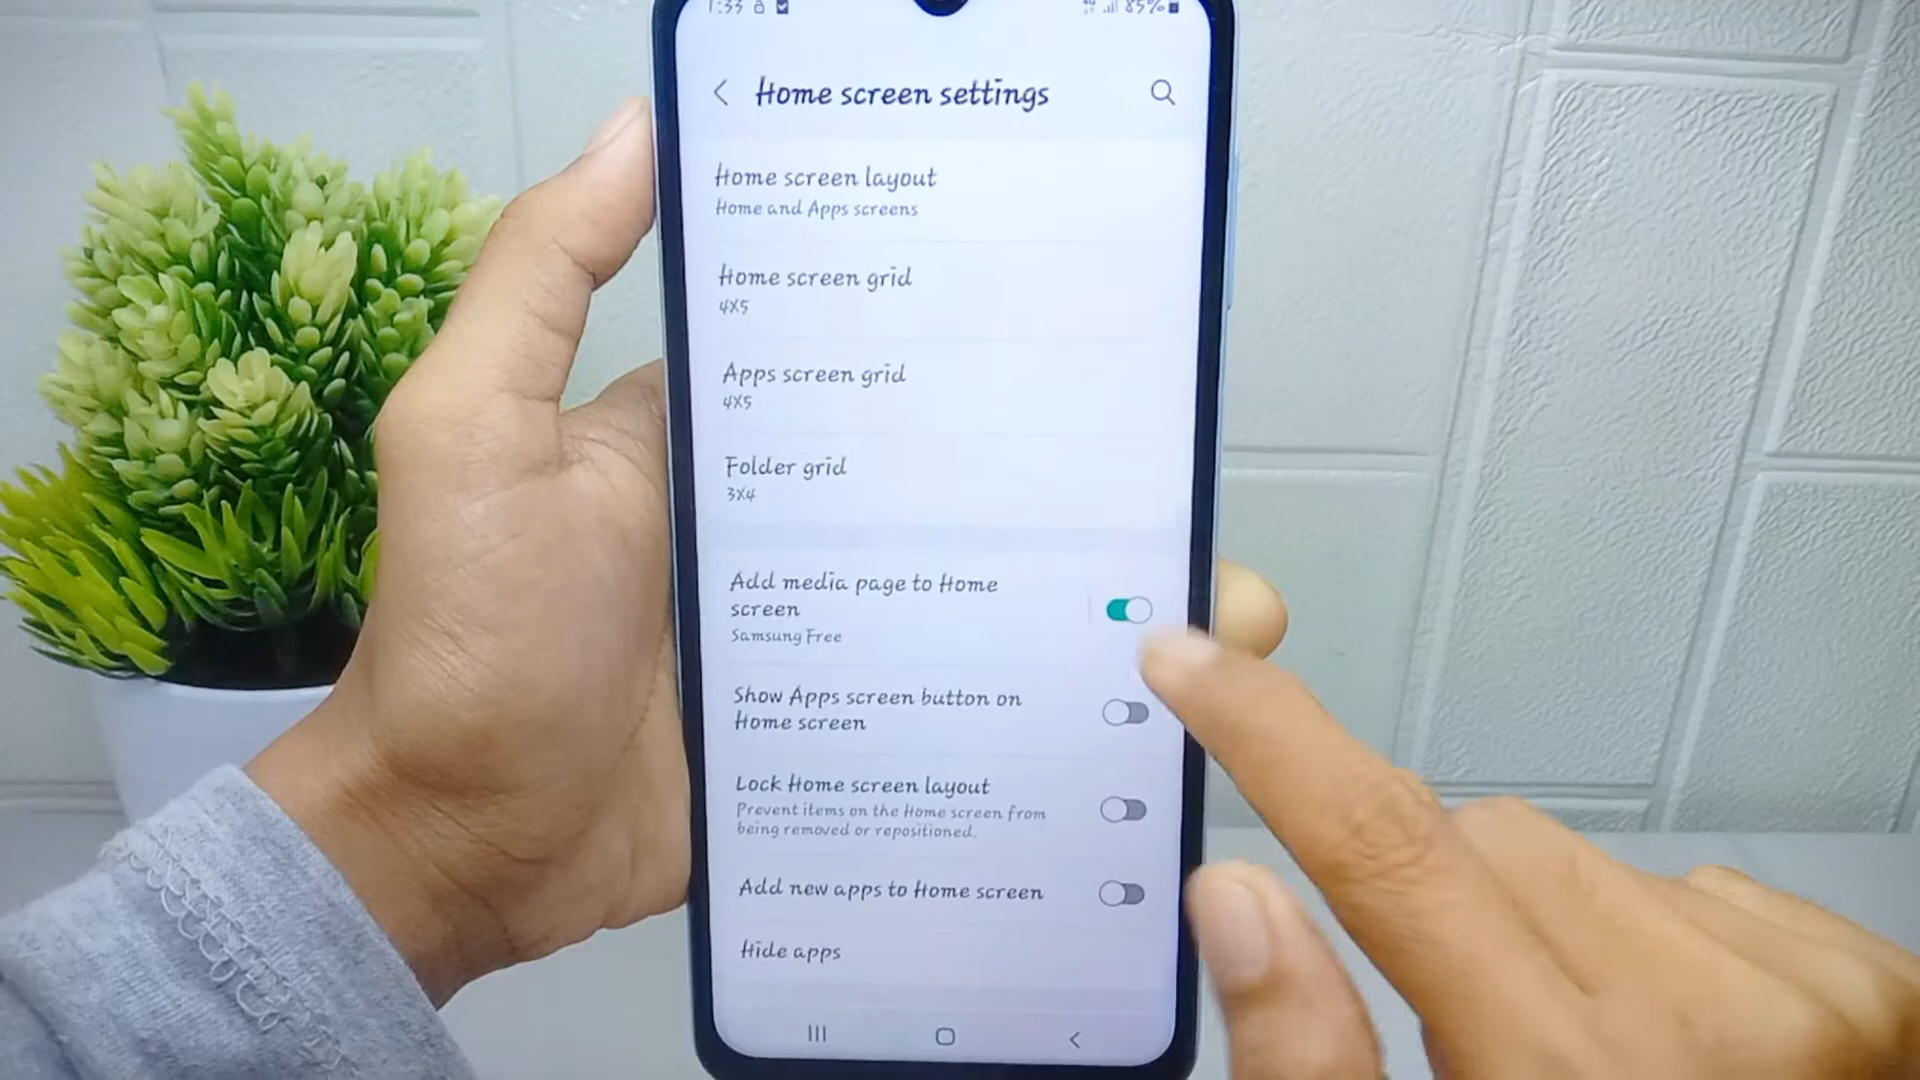 1:33 85%
Home screen settings
Home screen layout
Home and Apps screens
Home screen grid
4X5
Apps screen grid
4X5
Folder grid
3X4
Add media page to Home
screen
Samsung Free
Show Apps screen button on
Home screen
Lock Home screen layout
Prevent items on the Home screen from
being removed or repositioned.
Add new apps to Home screen
Hide apps